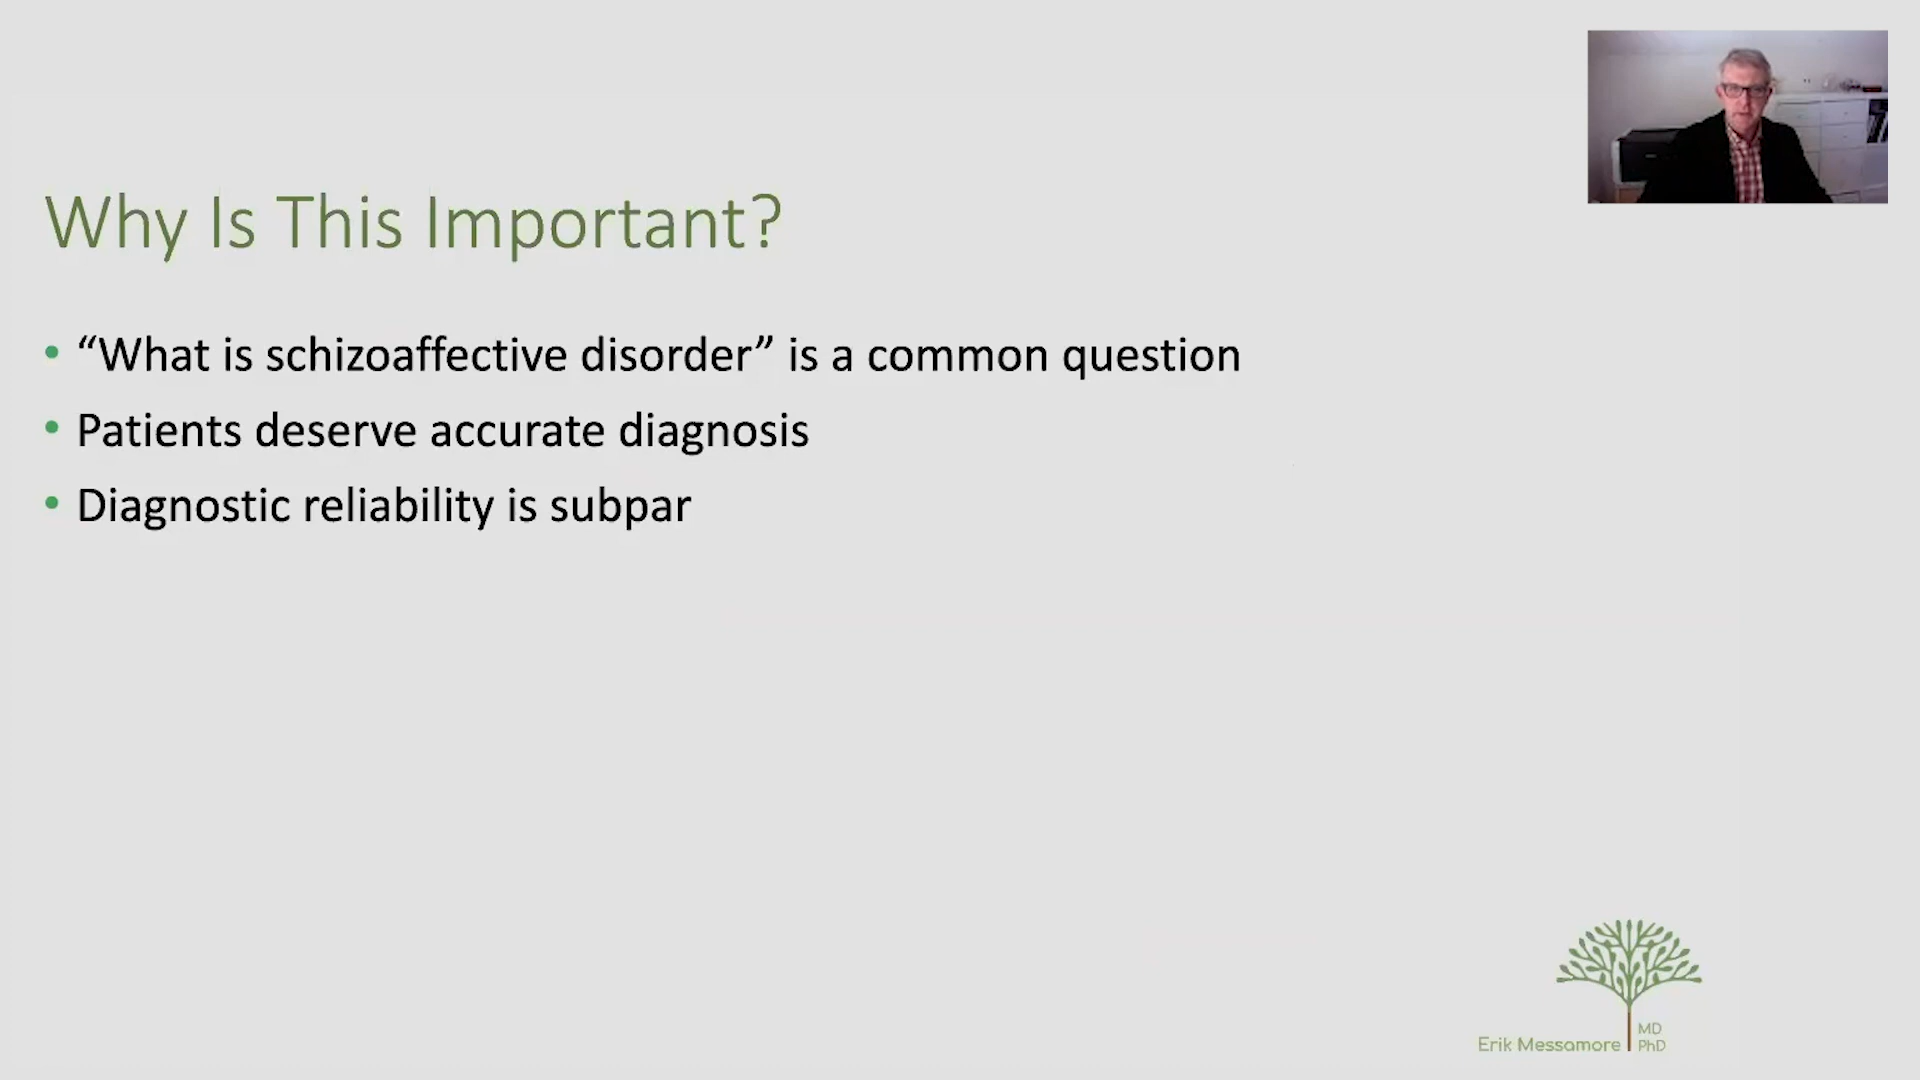 Why Is This Important?
• “What is schizoaffective disorder” is a common question
• Patients deserve accurate diagnosis
• Diagnostic reliability is subpar
Erik Messamore
MD
PhD